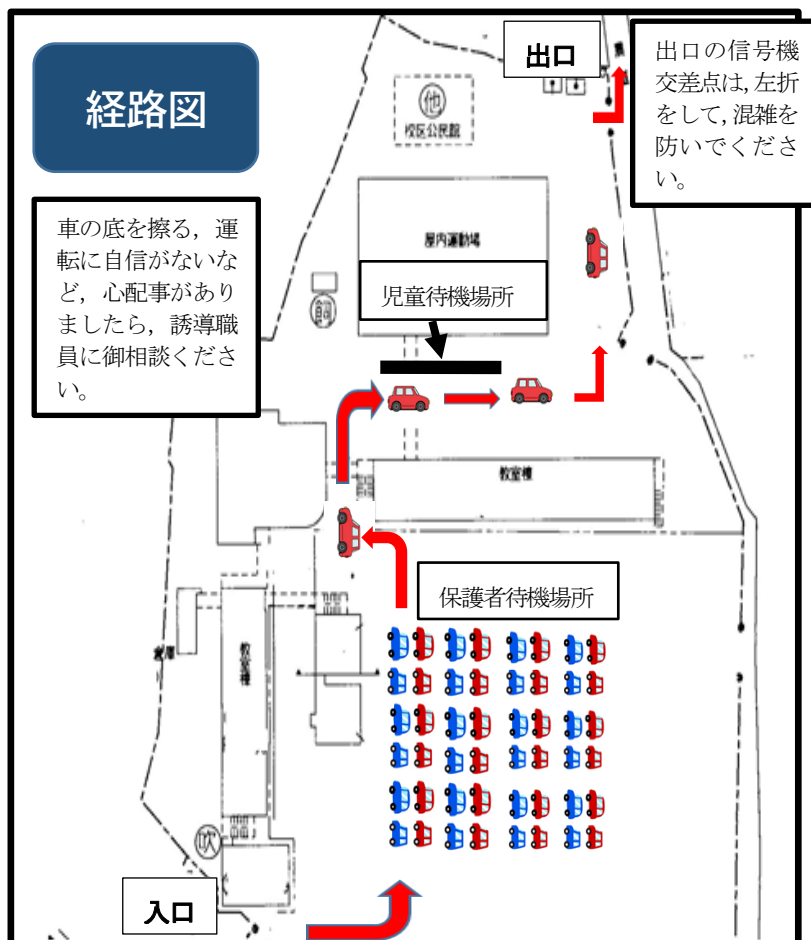 経路図
出口
出口の信号機
交差点は,左折
をして,混雑を
防いでくださ
い。
他
校区公民館
車の底を擦る，運
転に自信がないな
ど，心配事があり
ましたら，誘導職
員に御相談くださ
い。
屋内運動場
飼
児童待機場所
教室棟
保護者待機場所
教室棟
吹
入口